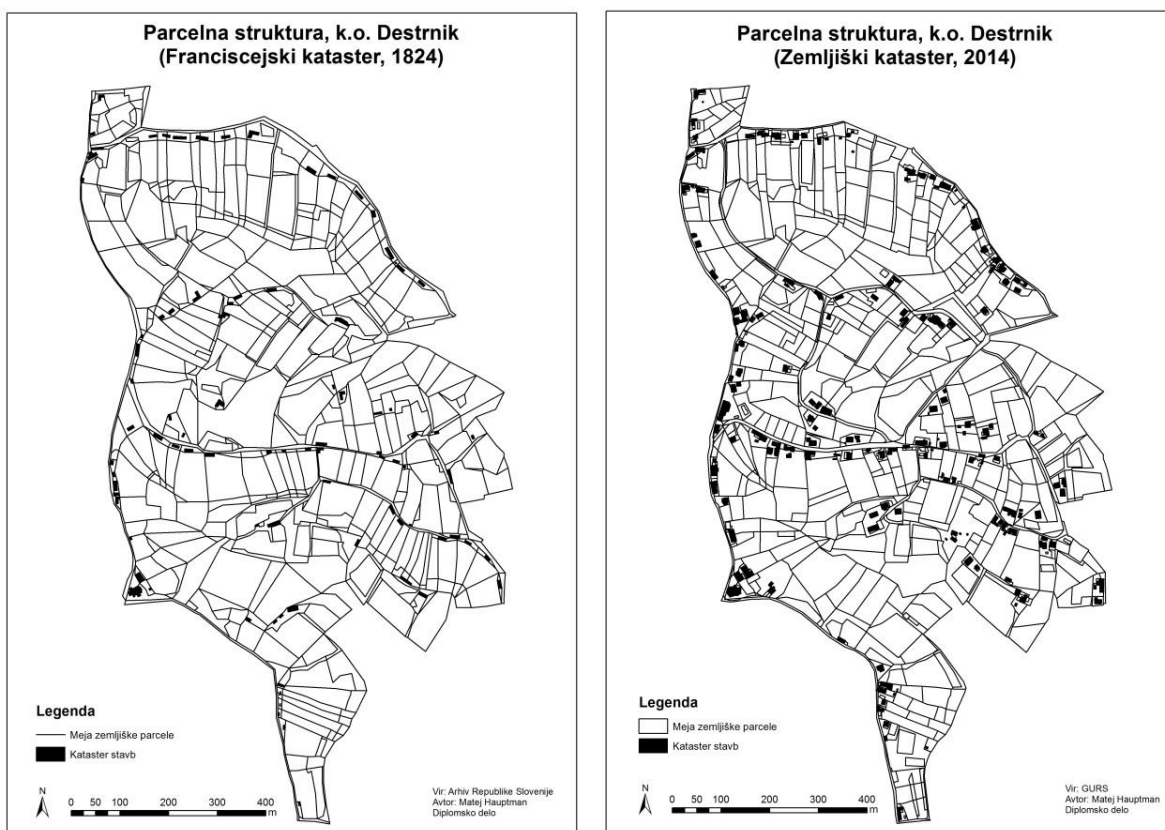 Parcelna struktura, k.o. Destrnik
(Franciscejski kataster, 1824)
Legenda
Meja zemljiške parcele
Kataster stavb
N
0 50 100 200 300 400
m
Vir: Arhiv Republike Slovenije
Avtor: Matej Hauptman
Diplomsko delo
Parcelna struktura, k.o. Destrnik
(Zemljiški kataster, 2014)
Legenda
Meja zemljiške parcele
Kataster stavb
N
0 50 100 200 300 400
m
Vir: GURS
Avtor: Matej Hauptman
Diplomsko delo